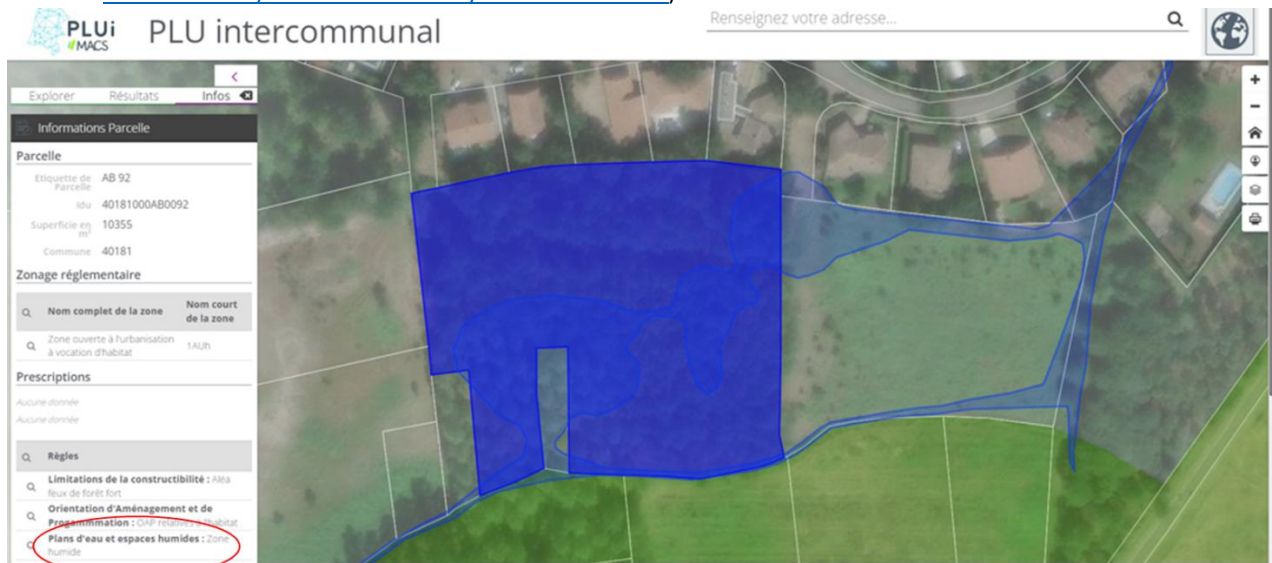 PLUi
MACS
PLU intercommunal
Renseignez votre adresse...
Explorer Résultats Infos
Informations Parcelle
Parcelle
Etiquette de Parcelle AB 92
Idu 40181000AB0092
Superficie en m² 10355
Commune 40181
Zonage réglementaire
Nom complet de la zone Nom court de la zone
Zone ouverte à l'urbanisation à vocation d'habitat 1AUh
Prescriptions
Aucune donnée
Aucune donnée
Règles
Limitations de la constructibilité : Aléa
feux de forêt fort
Orientation d'Aménagement et de
Programmation : OAP relatives à l'habitat
Plans d'eau et espaces humides : Zone
humide